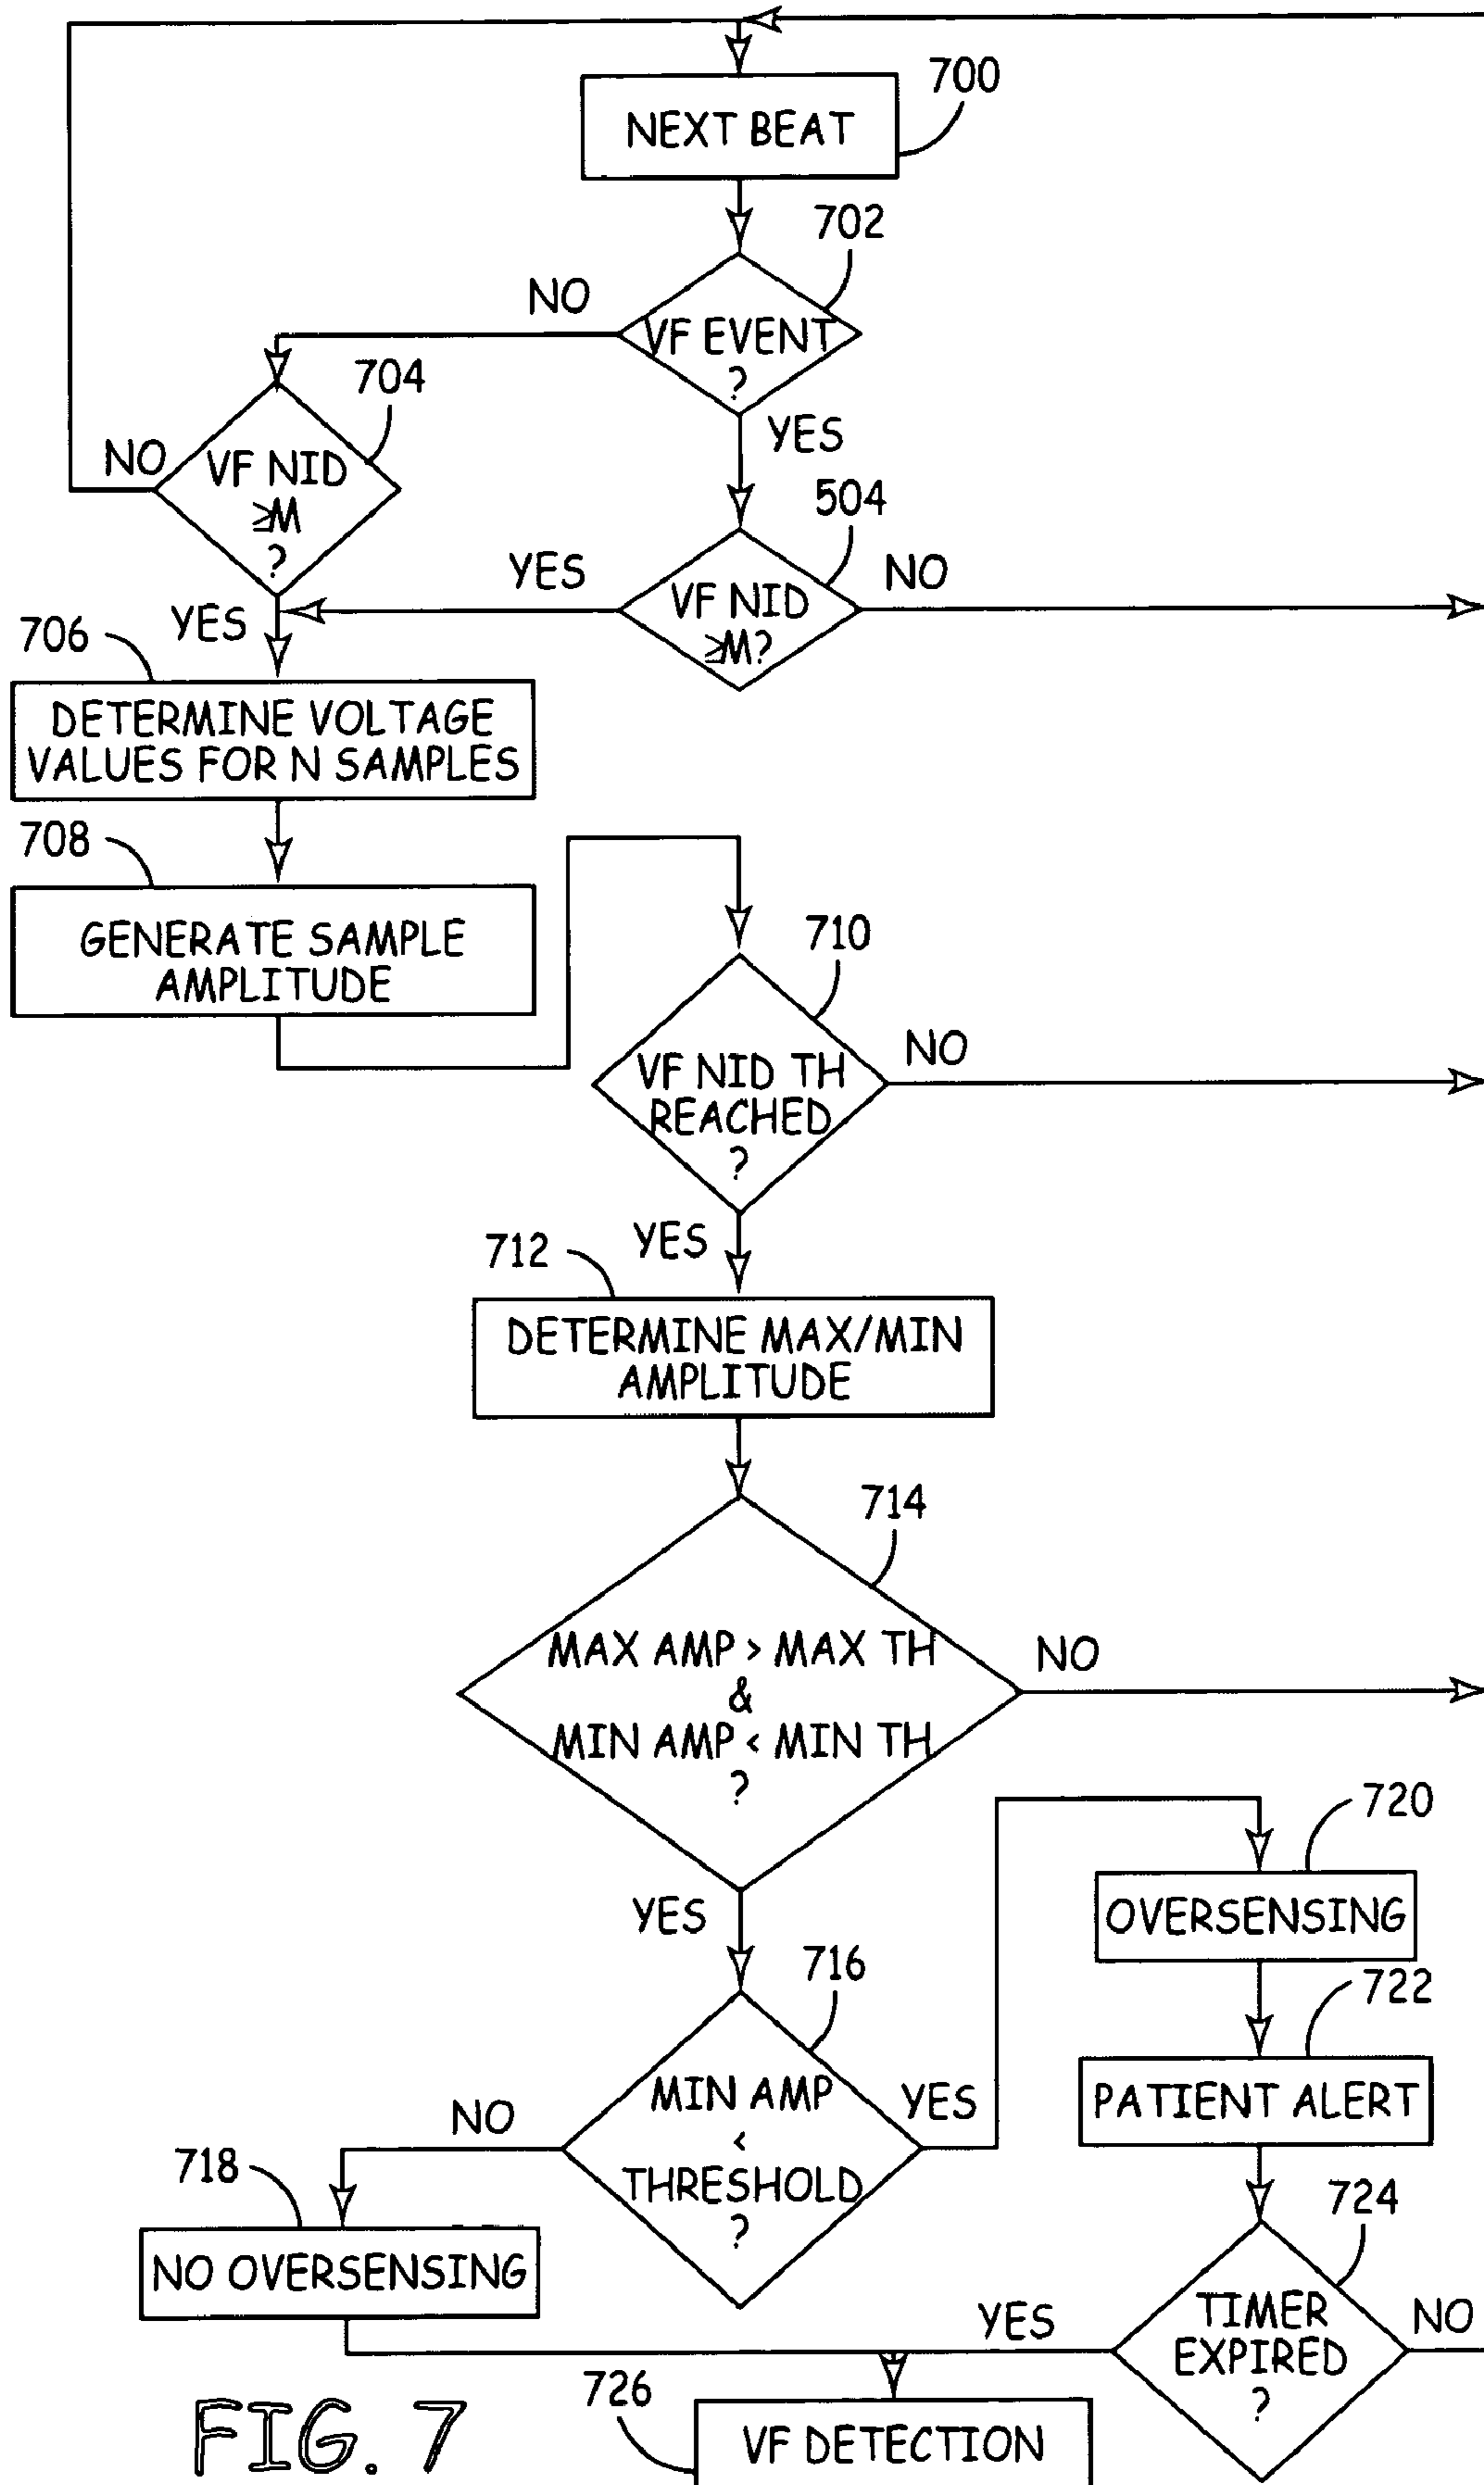 700
NEXT BEAT
702
NO
VF EVENT
?
704
YES
NO
VF NID
≥M
?
504
YES
NO
VF NID
≥M?
YES
706
DETERMINE VOLTAGE
VALUES FOR N SAMPLES
708
GENERATE SAMPLE
AMPLITUDE
710
NO
VF NID TH
REACHED
?
YES
712
DETERMINE MAX/MIN
AMPLITUDE
714
MAX AMP > MAX TH
&
MIN AMP < MIN TH
?
NO
720
OVERSENSING
YES
716
722
MIN AMP
<
THRESHOLD
?
YES
PATIENT ALERT
NO
718
NO OVERSENSING
724
TIMER
EXPIRED
?
YES
NO
726
VF DETECTION
FIG. 7